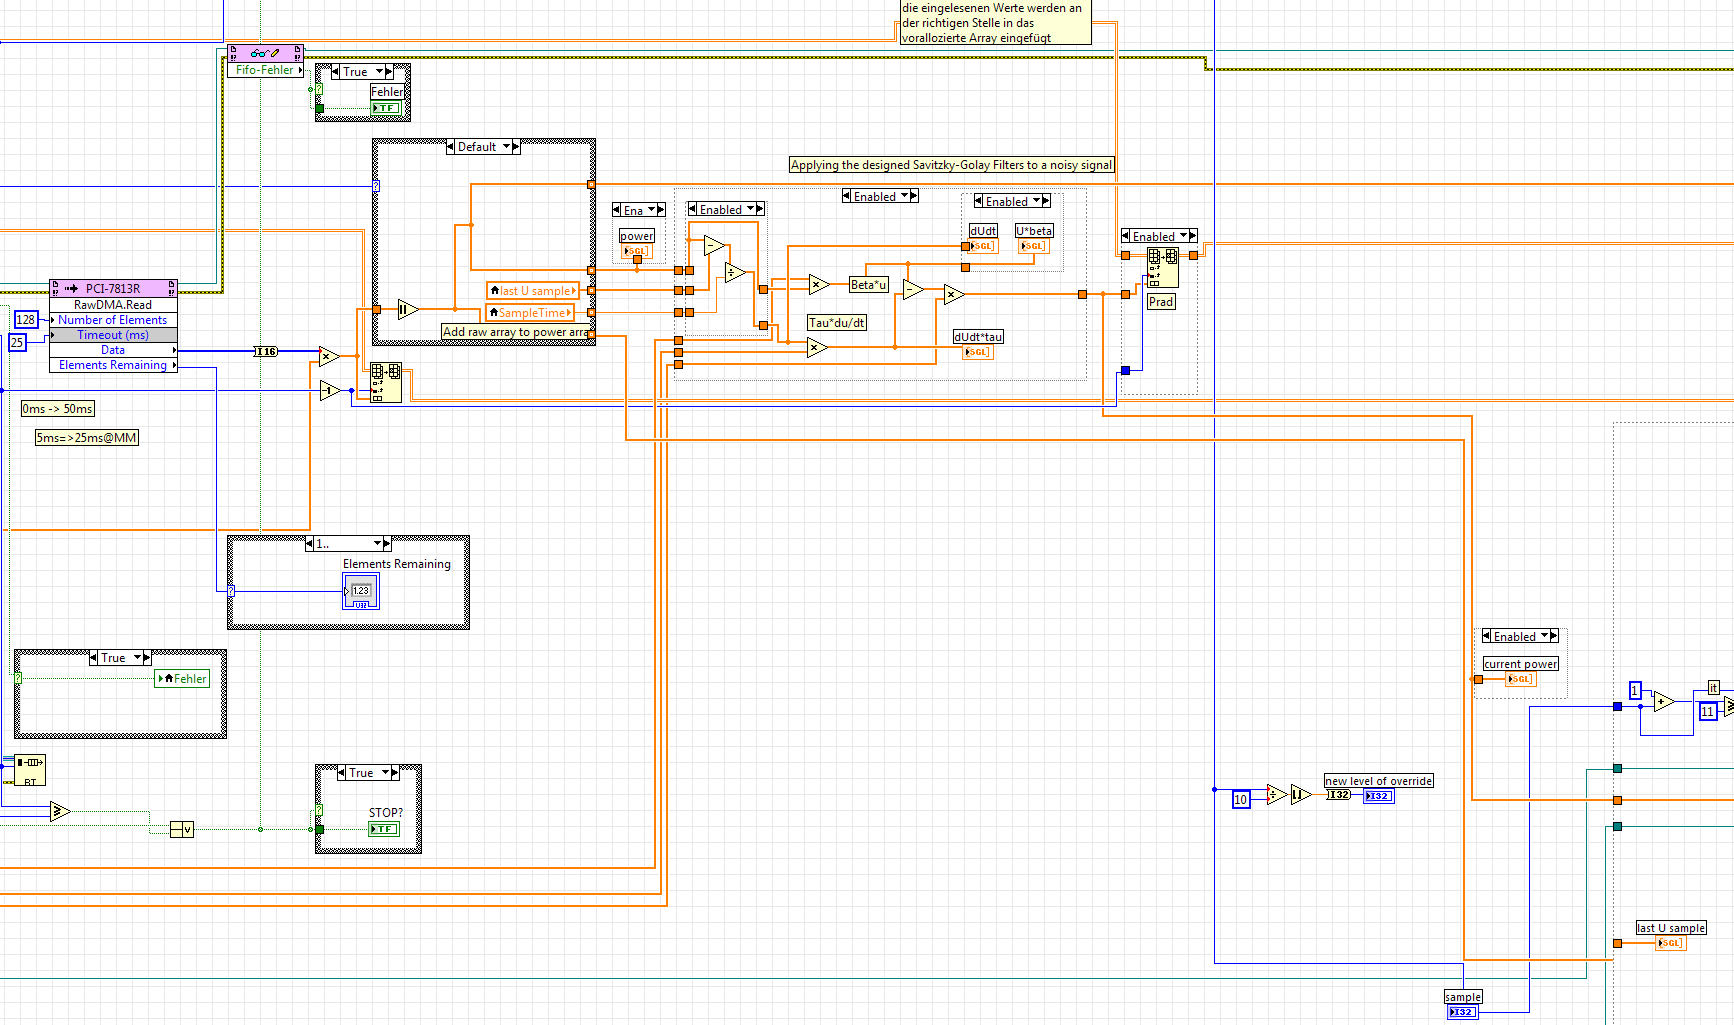 die eingelesenen Werte werden an
der richtigen Stelle in das
vorallozierte Array eingefügt
Fifo-Fehler
True
Fehler
TF
Default
Applying the designed Savitzky-Golay Filters to a noisy signal
Enabled
Enabled
Ena
Enabled
power
SGL
dUdt
U*beta
SGL
SGL
Enabled
PCI-7813R
RawDMA.Read
128
Number of Elements
25
Timeout (ms)
Data
Elements Remaining
I16
last U sample
SampleTime
Add raw array to power arra
Beta*u
Tau*du/dt
dUdt*tau
SGL
Prad
-1
0ms -> 50ms
5ms=>25ms@MM
1..
Elements Remaining
1.23
U32
True
Fehler
Enabled
current power
SGL
1
it
11
RT
True
STOP?
TF
new level of override
10
I32
I32
last U sample
SGL
sample
I32